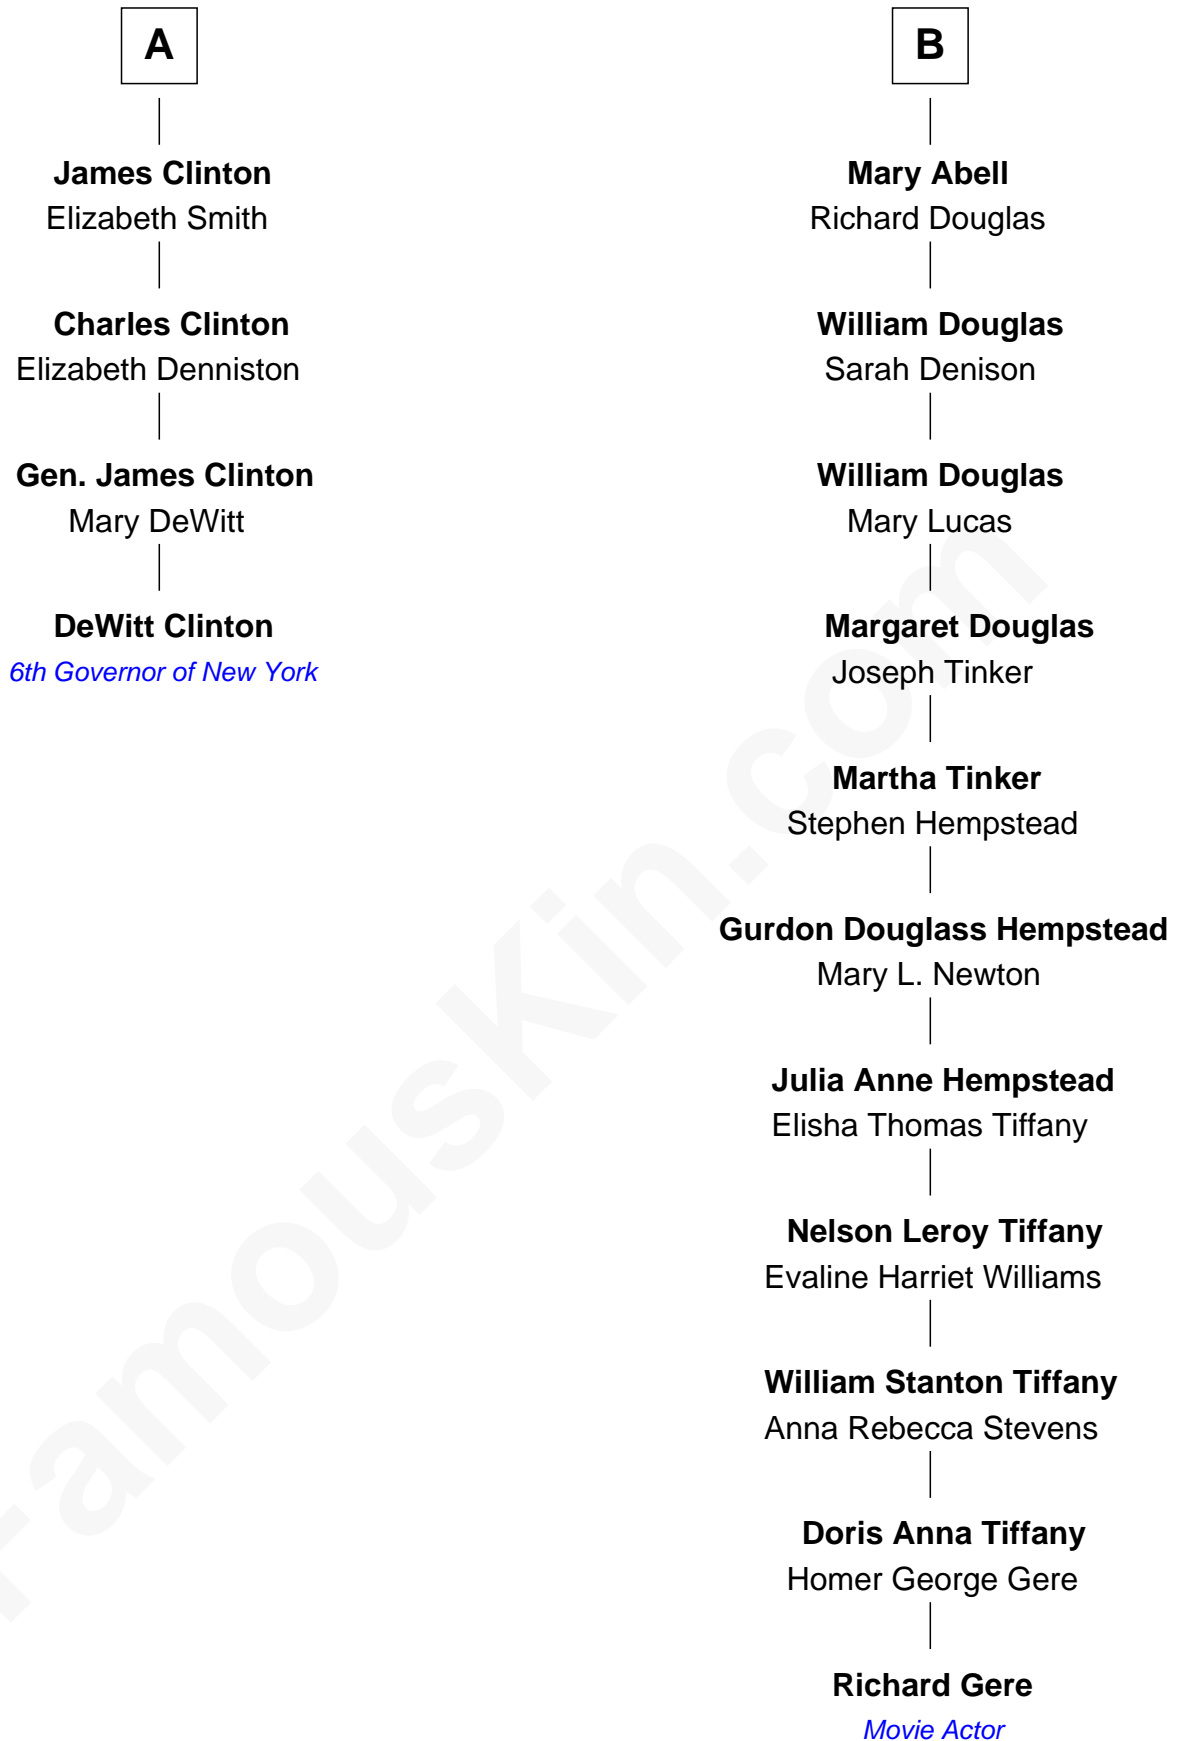 A
James Clinton
Elizabeth Smith
Charles Clinton
Elizabeth Denniston
Gen. James Clinton
Mary DeWitt
DeWitt Clinton
6th Governor of New York
B
Mary Abell
Richard Douglas
William Douglas
Sarah Denison
William Douglas
Mary Lucas
Margaret Douglas
Joseph Tinker
Martha Tinker
Stephen Hempstead
Gurdon Douglass Hempstead
Mary L. Newton
Julia Anne Hempstead
Elisha Thomas Tiffany
Nelson Leroy Tiffany
Evaline Harriet Williams
William Stanton Tiffany
Anna Rebecca Stevens
Doris Anna Tiffany
Homer George Gere
Richard Gere
Movie Actor
FamousKin.com